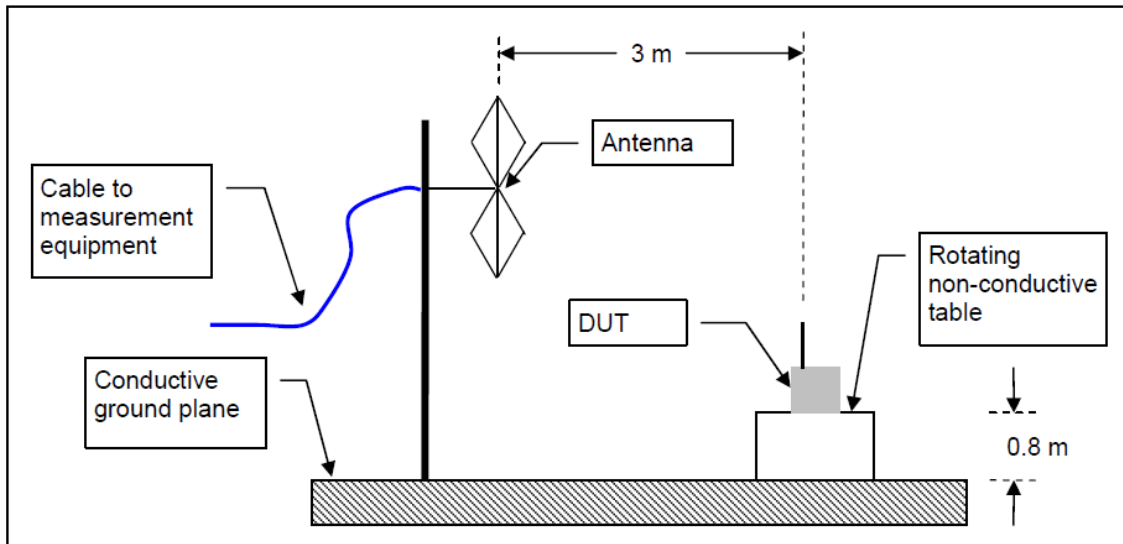 3 m
Antenna
Cable to
measurement
equipment
Rotating
non-conductive
table
DUT
Conductive
ground plane
0.8 m